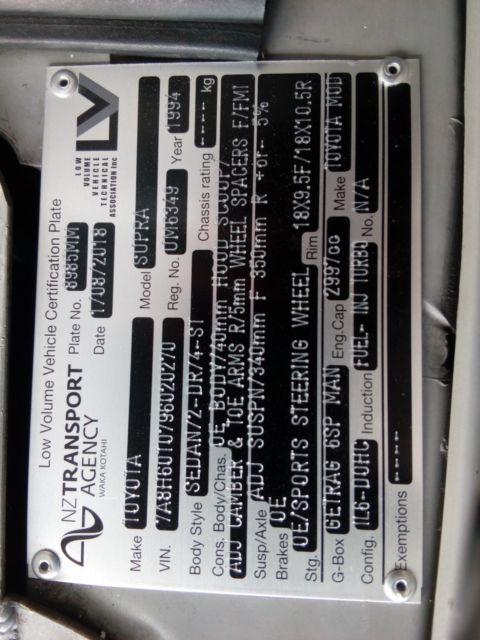 Low Volume Vehicle Certification Plate
NZ TRANSPORT AGENCY
WAKA KOTAHI
Plate No. 8985MM
Date 17/08/2018
LV
LOW VOLUME VEHICLE TECHNICAL ASSOCIATION Inc
Make TOYOTA Model SUPRA
VIN. 7A8H6010796020270 Reg. No. UM6349 Year 1994
Body Style SEDAN/2-DR/4-ST Chassis rating ---- kg
Cons. Body/Chas. OE BODY/40mm HOOD SCOOP
ADJ CAMBER & TOE ARMS R/5mm WHEEL SPACERS F/FMI
Susp/Axle ADJ SUSPN/340mm F 350mm R +or- 5%
Brakes OE
Stg. OE/SPORTS STEERING WHEEL Rim 18X9.5F/18X10.5R
G-Box GETRAG 6SP MAN Eng.Cap 2997cc Make TOYOTA MOD
Config. IL6-DOHC Induction FUEL- INJ TURBO No. N/A
Exemptions ----